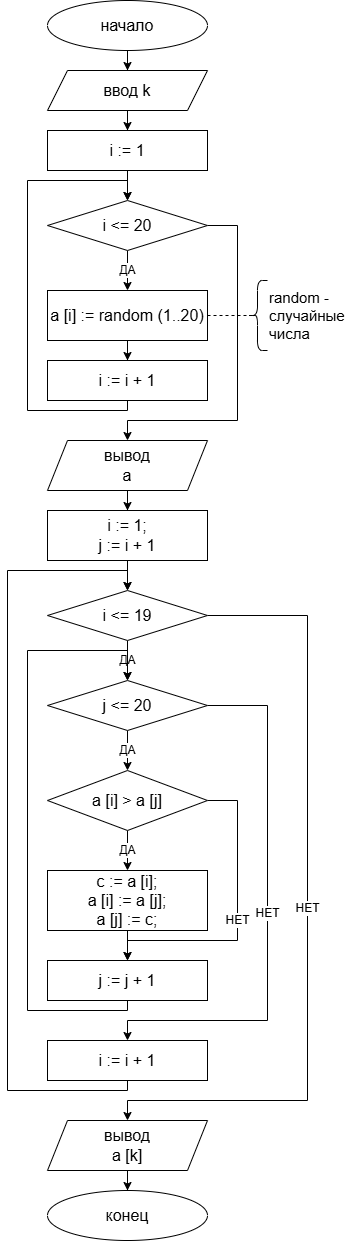 начало
ввод k
i := 1
i <= 20
ДА
a [i] := random (1..20)
random -
случайные
числа
i := i + 1
вывод
a
i := 1;
j := i + 1
i <= 19
ДА
j <= 20
ДА
a [i] > a [j]
ДА
c := a [i];
a [i] := a [j];
a [j] := c;
НЕТ
НЕТ
НЕТ
j := j + 1
i := i + 1
вывод
a [k]
конец